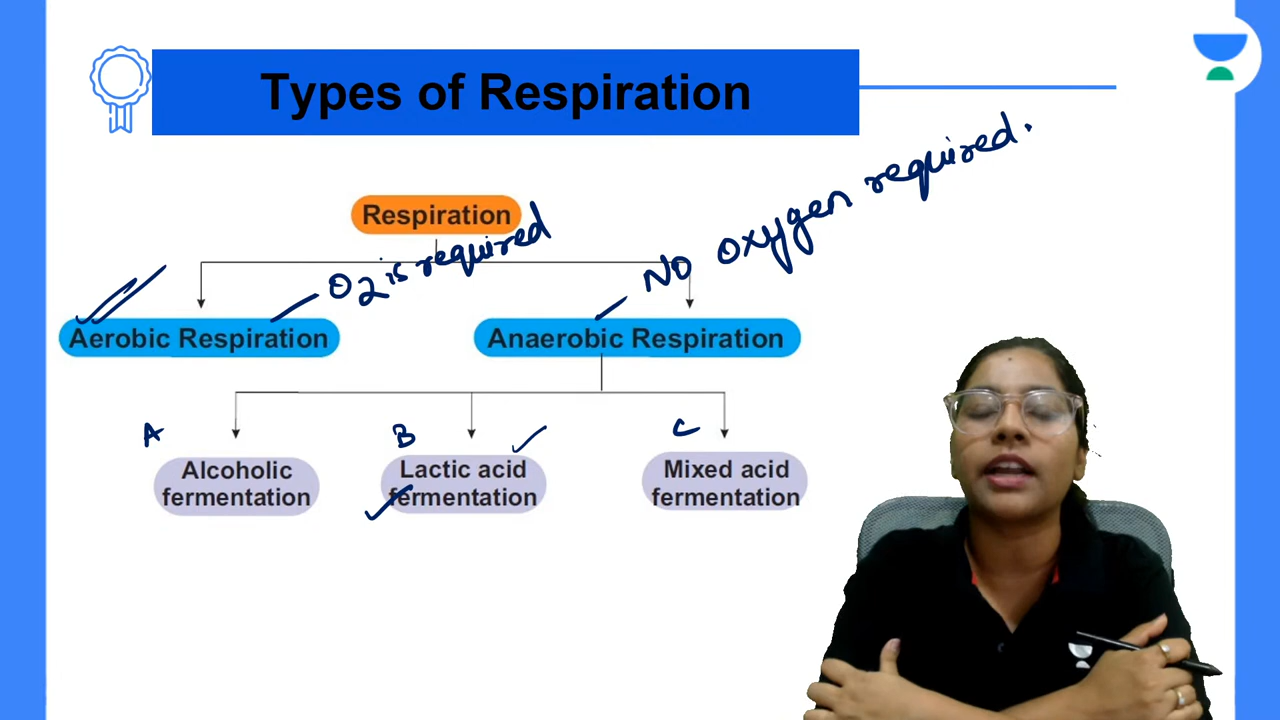 Types of Respiration
Respiration
O2 is required
No oxygen required.
Aerobic Respiration
Anaerobic Respiration
A
B
C
Alcoholic
fermentation
Lactic acid
fermentation
Mixed acid
fermentation